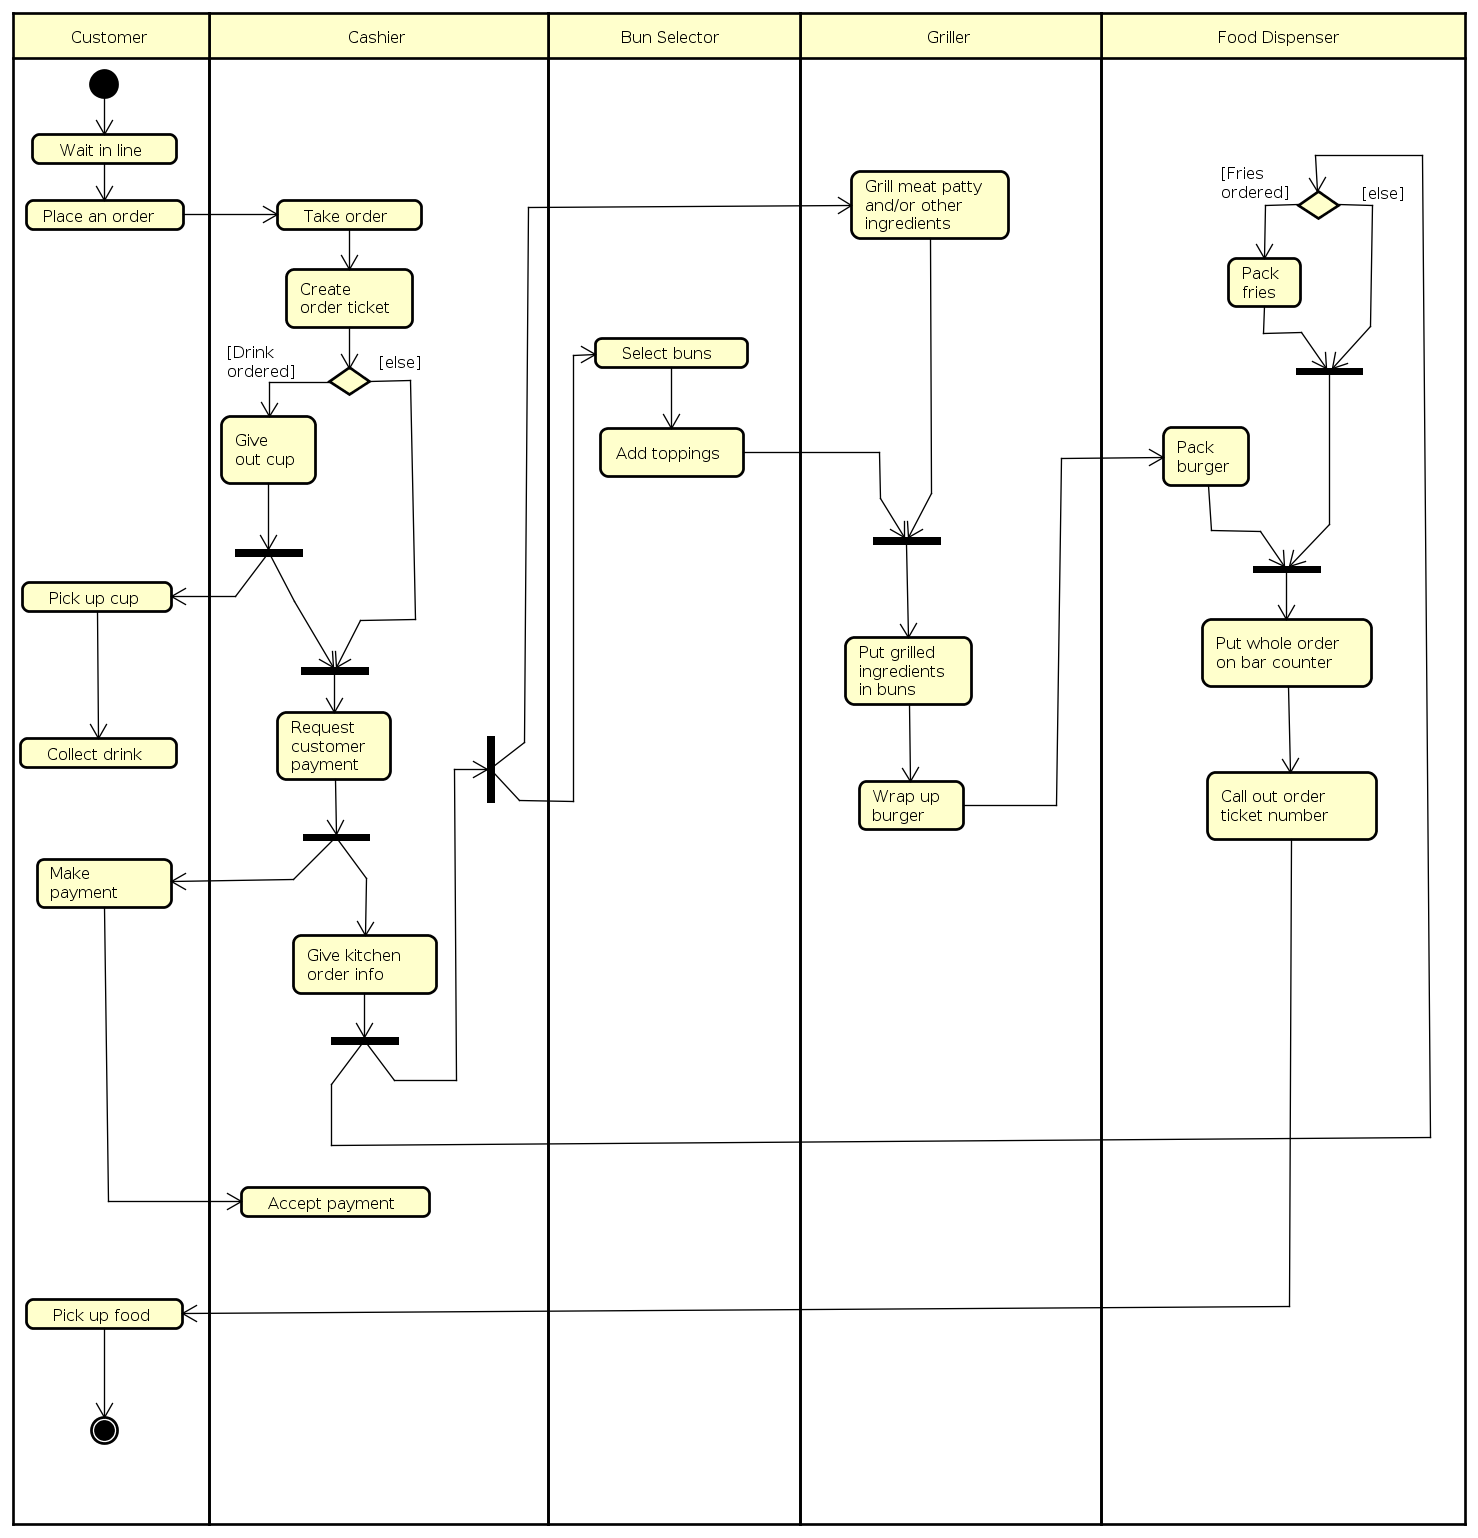 Customer
Cashier
Bun Selector
Griller
Food Dispenser
Wait in line
Place an order
Take order
Create
order ticket
[Drink
ordered]
[else]
Give
out cup
Pick up cup
Collect drink
Request
customer
payment
Make
payment
Give kitchen
order info
Accept payment
Pick up food
Select buns
Add toppings
Grill meat patty
and/or other
ingredients
Put grilled
ingredients
in buns
Wrap up
burger
[Fries
ordered]
[else]
Pack
fries
Pack
burger
Put whole order
on bar counter
Call out order
ticket number